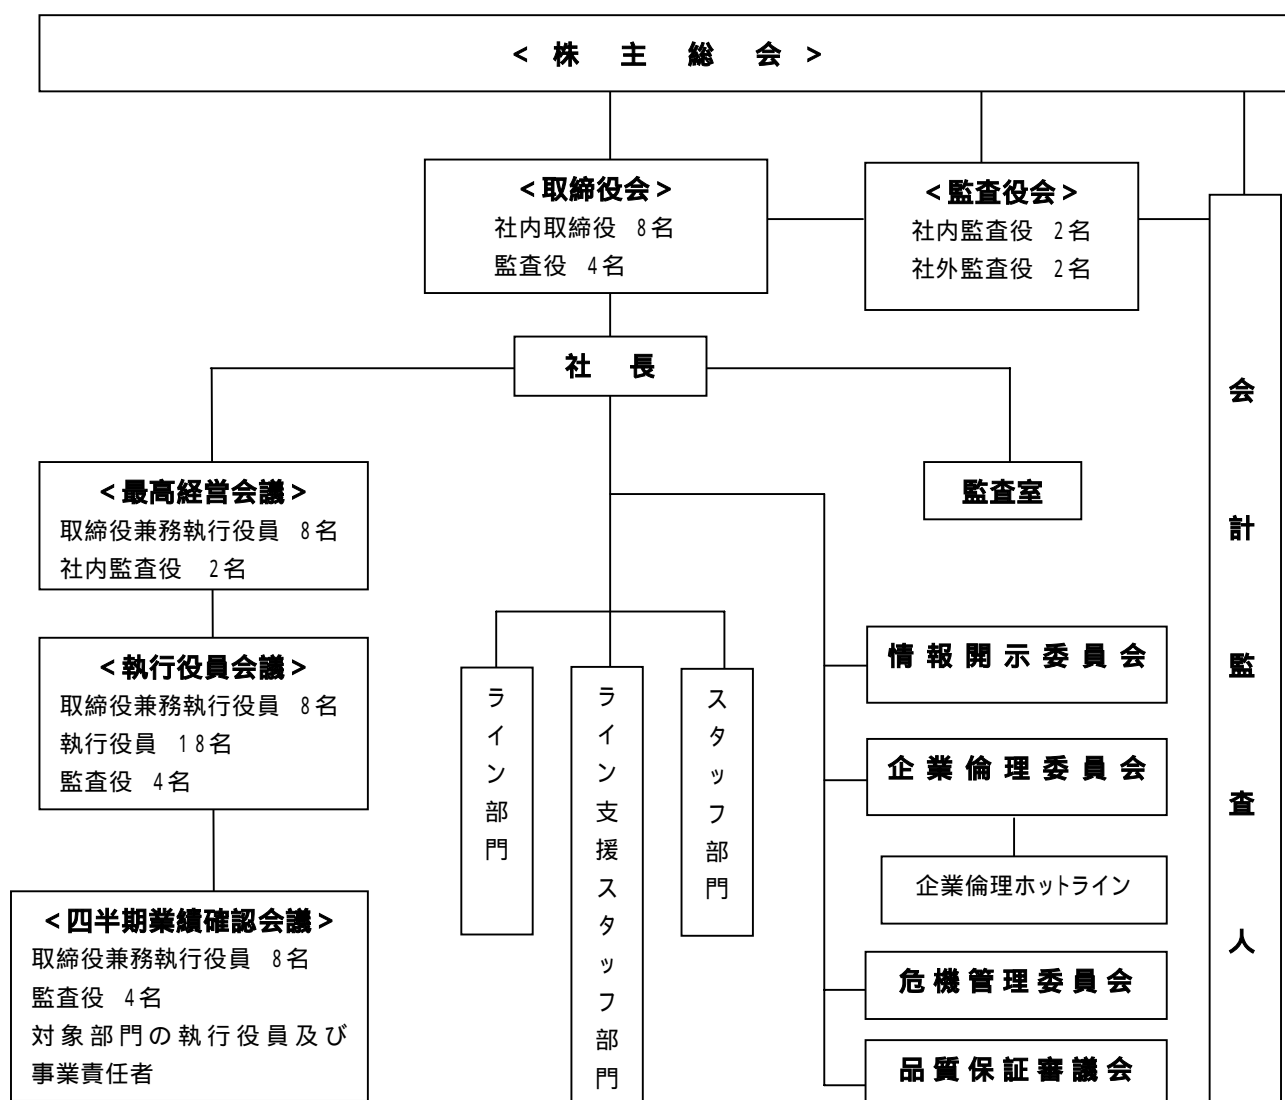 ＜株主総会＞
＜取締役会＞
社内取締役 8名
監査役 4名
＜監査役会＞
社内監査役 2名
社外監査役 2名
社長
＜最高経営会議＞
取締役兼務執行役員 8名
社内監査役 2名
監査室
＜執行役員会議＞
取締役兼務執行役員 8名
執行役員 18名
監査役 4名
＜四半期業績確認会議＞
取締役兼務執行役員 8名
監査役 4名
対象部門の執行役員及び
事業責任者
ライン部門
ライン支援スタッフ部門
スタッフ部門
情報開示委員会
企業倫理委員会
企業倫理ホットライン
危機管理委員会
品質保証審議会
会計監査人